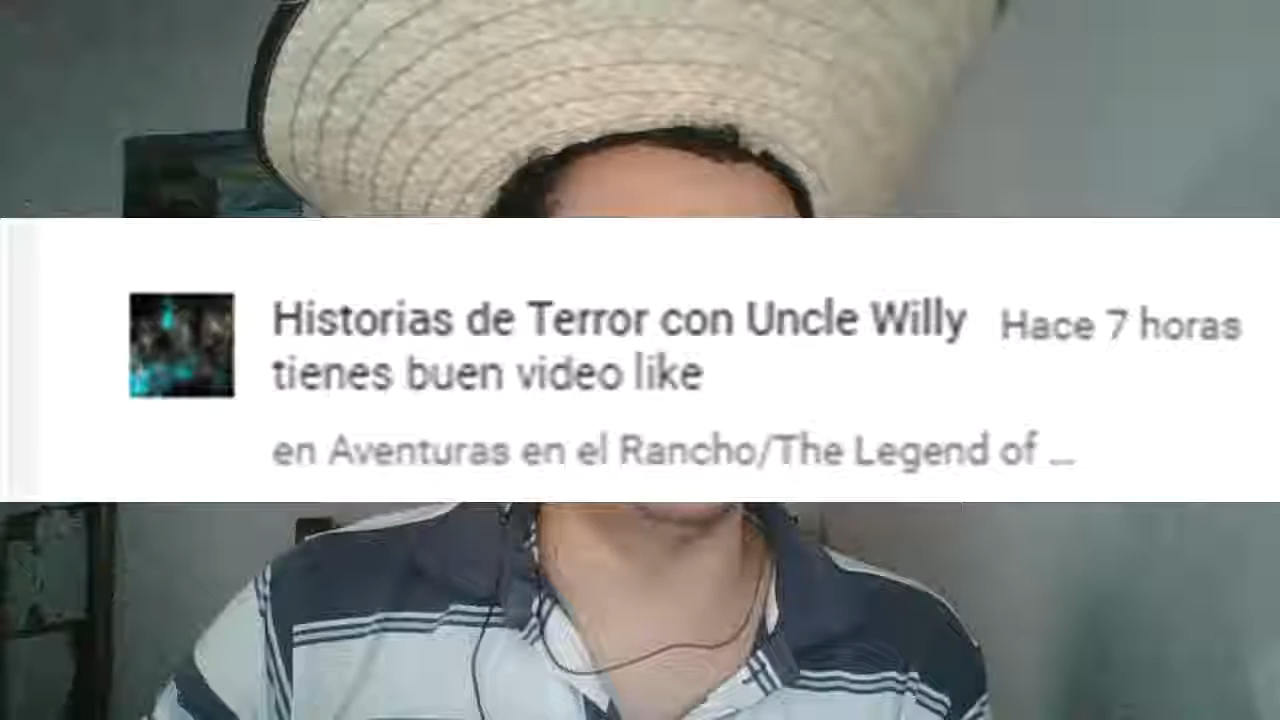 Historias de Terror con Uncle Willy Hace 7 horas
tienes buen video like
en Aventuras en el Rancho/The Legend of ...